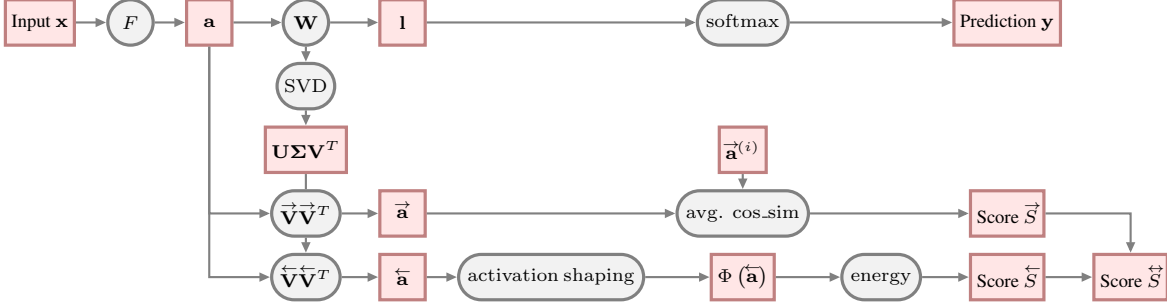 Input x F a W l softmax Prediction y
SVD
UΣV^T a⃗^(i)
V⃗V⃗^T a⃗ avg. cos_sim Score S⃗
V⃖V⃖^T a⃖ activation shaping Φ (a⃖) energy Score S⃖ Score S⃡